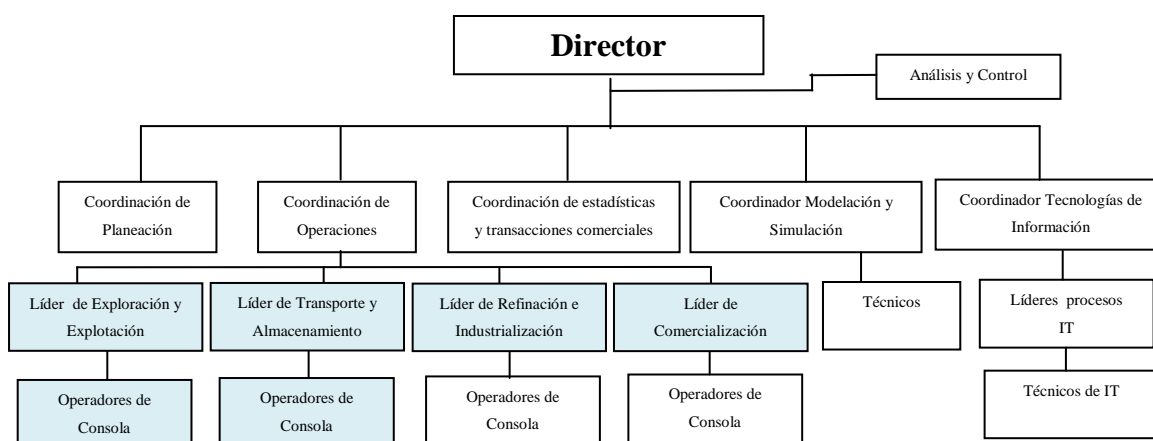 Director
Análisis y Control
Coordinación de
Planeación
Coordinación de
Operaciones
Coordinación de estadísticas
y transacciones comerciales
Coordinador Modelación y
Simulación
Coordinador Tecnologías de
Información
Líder de Exploración y
Explotación
Líder de Transporte y
Almacenamiento
Líder de Refinación e
Industrialización
Líder de
Comercialización
Técnicos
Líderes procesos
IT
Operadores de
Consola
Operadores de
Consola
Operadores de
Consola
Operadores de
Consola
Técnicos de IT